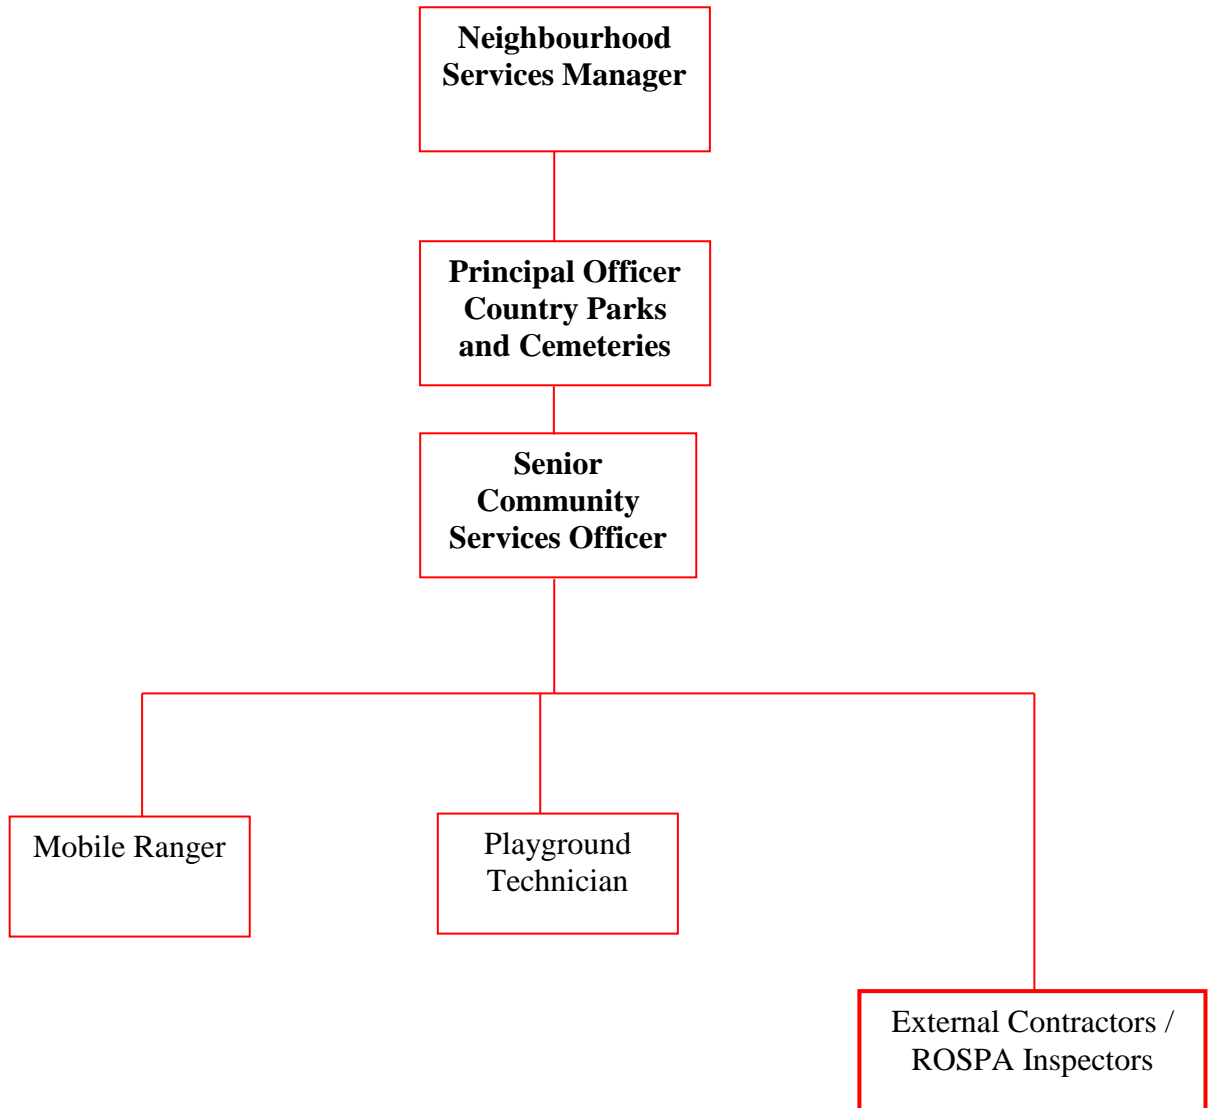 Neighbourhood
Services Manager
Principal Officer
Country Parks
and Cemeteries
Senior
Community
Services Officer
Mobile Ranger
Playground
Technician
External Contractors /
ROSPA Inspectors